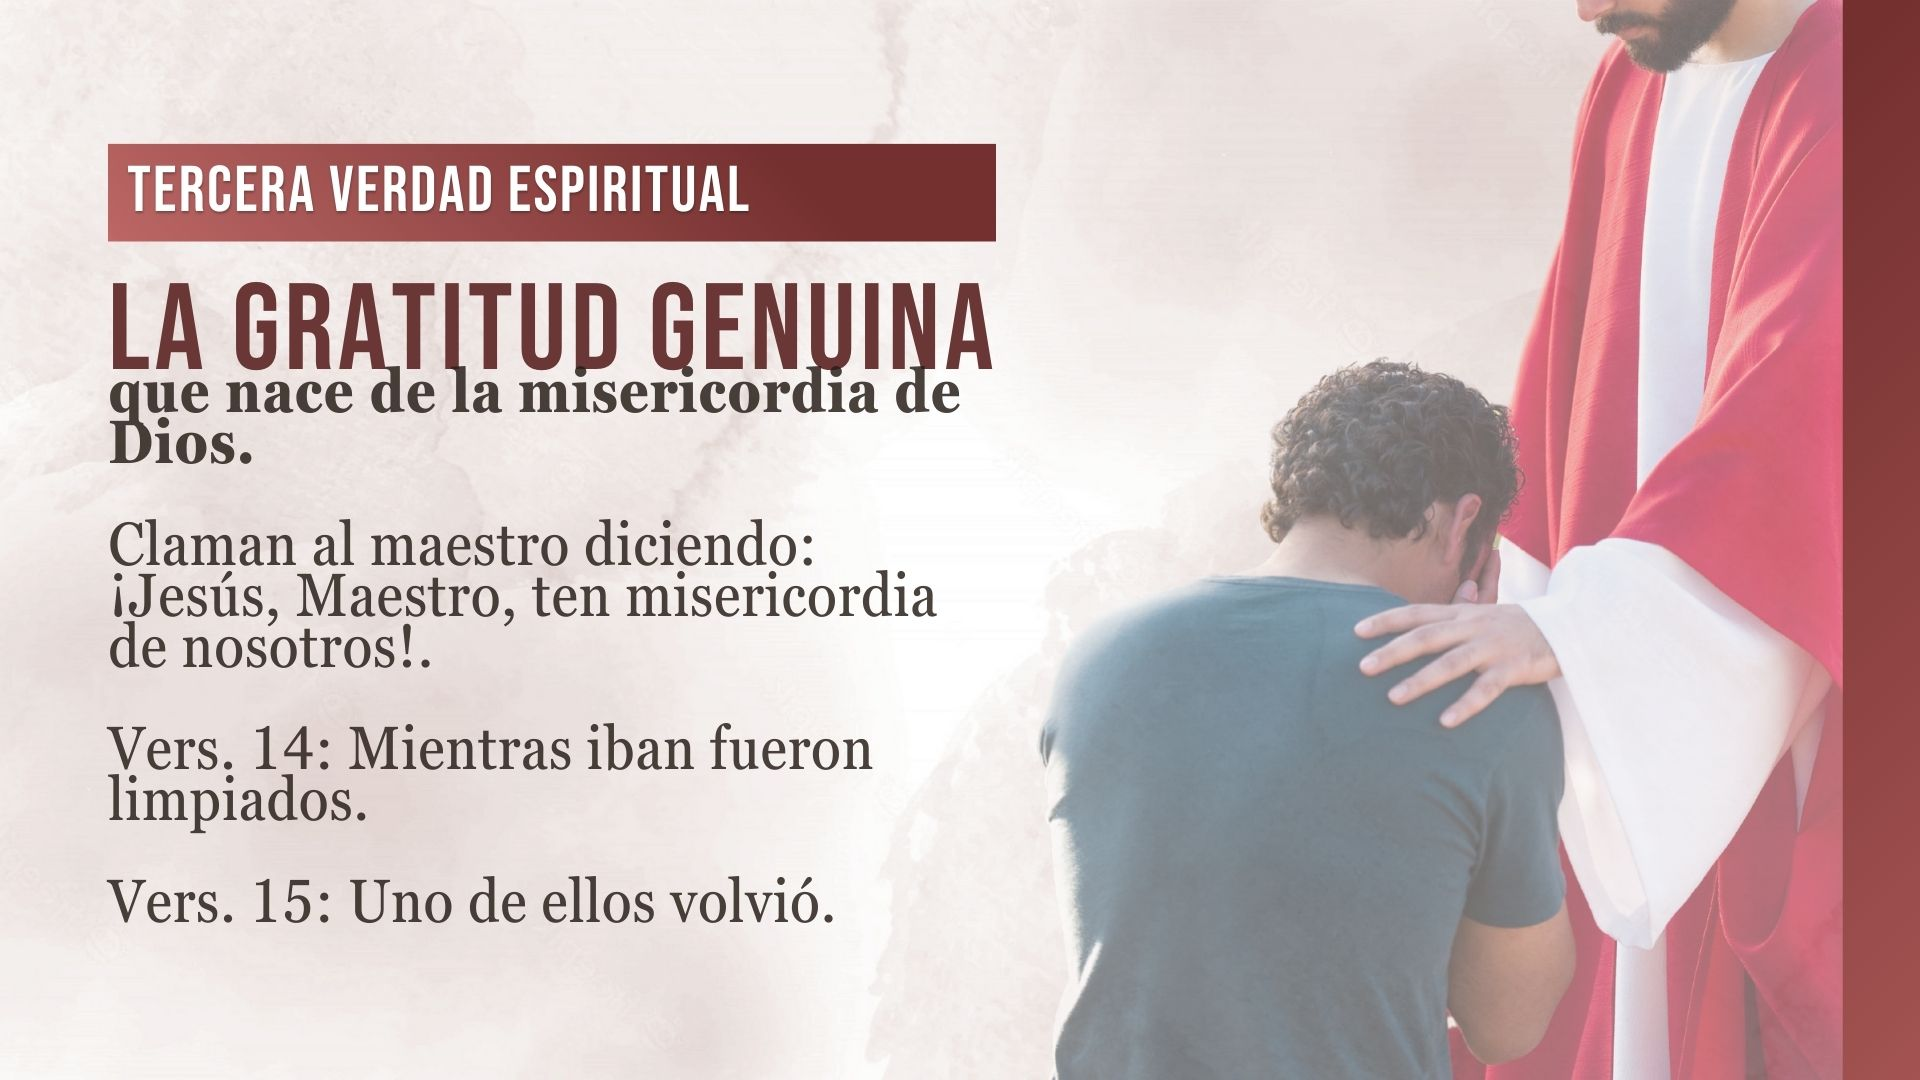 TERCERA VERDAD ESPIRITUAL
LA GRATITUD GENUINA
que nace de la misericordia de
Dios.
Claman al maestro diciendo:
¡Jesús, Maestro, ten misericordia
de nosotros!.
Vers. 14: Mientras iban fueron
limpiados.
Vers. 15: Uno de ellos volvió.